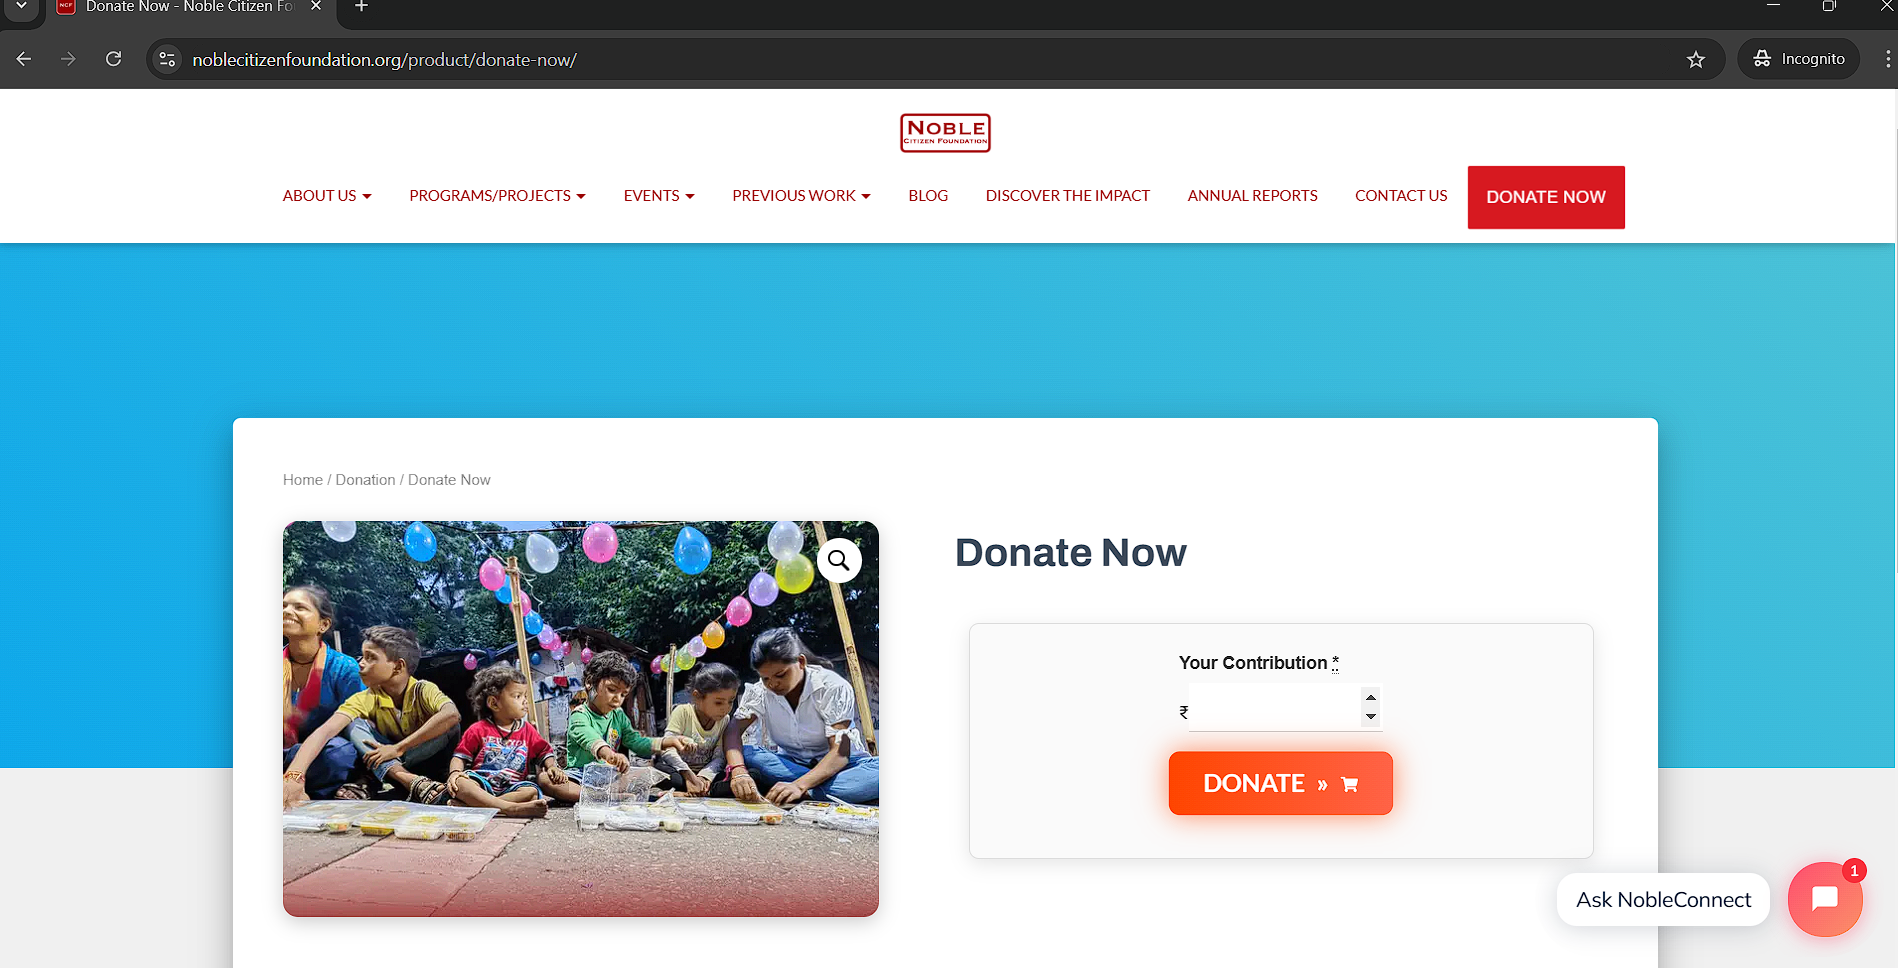 NCF
Donate Now - Noble Citizen Fo
noblecitizenfoundation.org/product/donate-now/
Incognito
NOBLE
CITIZEN FOUNDATION
ABOUT US
PROGRAMS/PROJECTS
EVENTS
PREVIOUS WORK
BLOG
DISCOVER THE IMPACT
ANNUAL REPORTS
CONTACT US
DONATE NOW
Home / Donation / Donate Now
Donate Now
Your Contribution *
₹
DONATE »
1
Ask NobleConnect